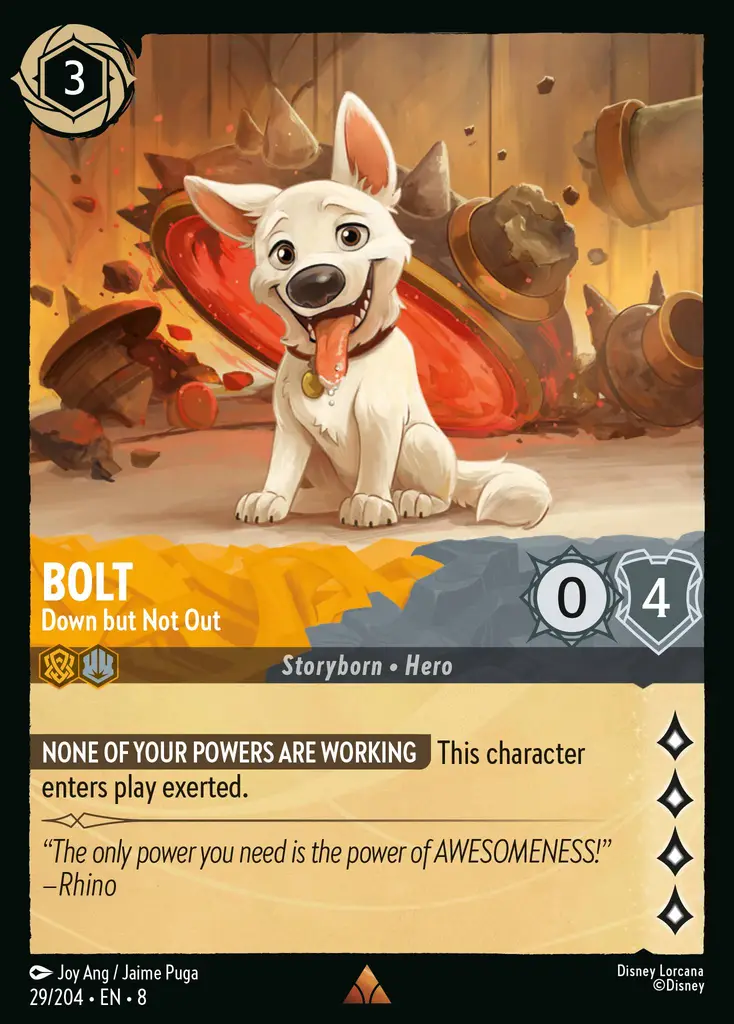 3
BOLT
Down but Not Out
0
4
Storyborn • Hero
NONE OF YOUR POWERS ARE WORKING This character
enters play exerted.
“The only power you need is the power of AWESOMENESS!”
–Rhino
Joy Ang / Jaime Puga
29/204 • EN • 8
Disney Lorcana
©Disney